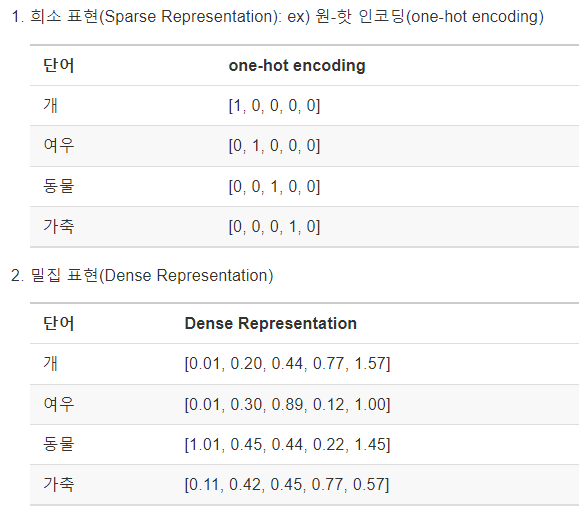 1. 희소 표현(Sparse Representation): ex) 원-핫 인코딩(one-hot encoding)
단어 one-hot encoding
개 [1, 0, 0, 0, 0]
여우 [0, 1, 0, 0, 0]
동물 [0, 0, 1, 0, 0]
가축 [0, 0, 0, 1, 0]
2. 밀집 표현(Dense Representation)
단어 Dense Representation
개 [0.01, 0.20, 0.44, 0.77, 1.57]
여우 [0.01, 0.30, 0.89, 0.12, 1.00]
동물 [1.01, 0.45, 0.44, 0.22, 1.45]
가축 [0.11, 0.42, 0.45, 0.77, 0.57]